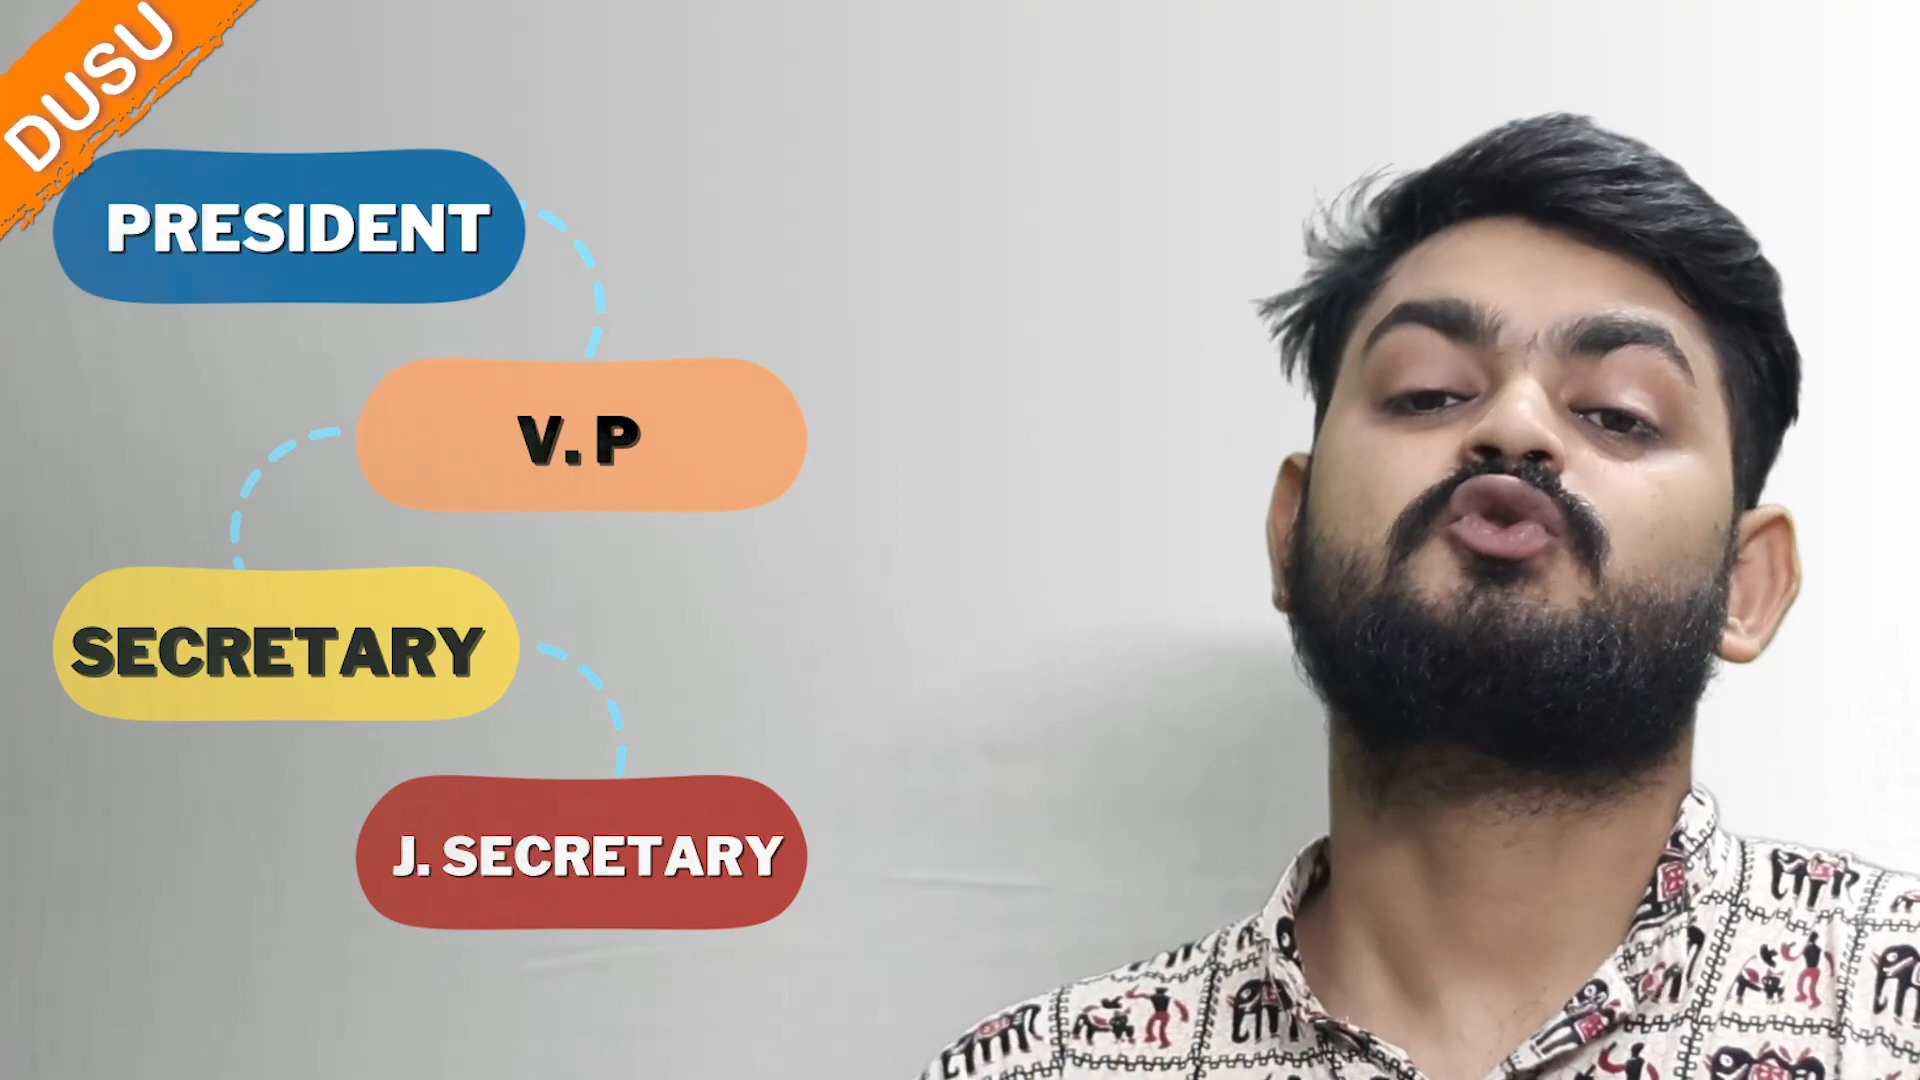 DUSU
PRESIDENT
V. P
SECRETARY
J. SECRETARY